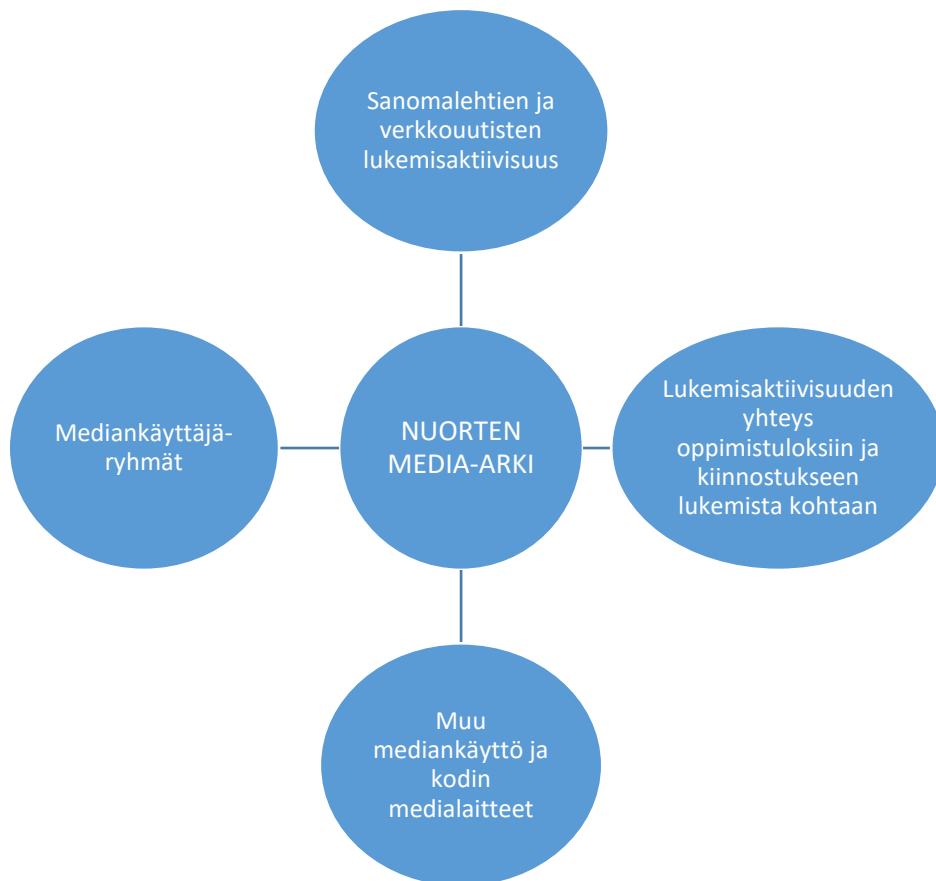 Sanomalehtien ja
verkkouutisten
lukemisaktiivisuus
Mediankäyttäjä-
ryhmät
NUORTEN
MEDIA-ARKI
Lukemisaktiivisuuden
yhteys
oppimistuloksiin ja
kiinnostukseen
lukemista kohtaan
Muu
mediankäyttö ja
kodin
medialaitteet